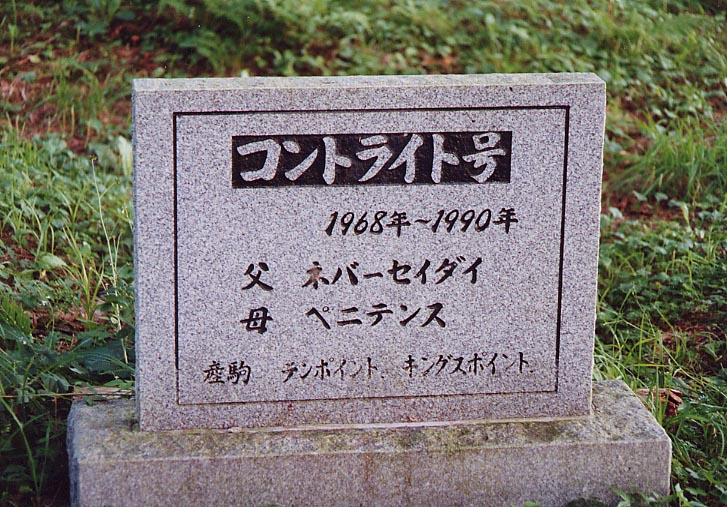 コントライト号
1968年~1990年
父 ネバーセイダイ
母 ペニテンス
産駒 テンポイント. キングスポイント.